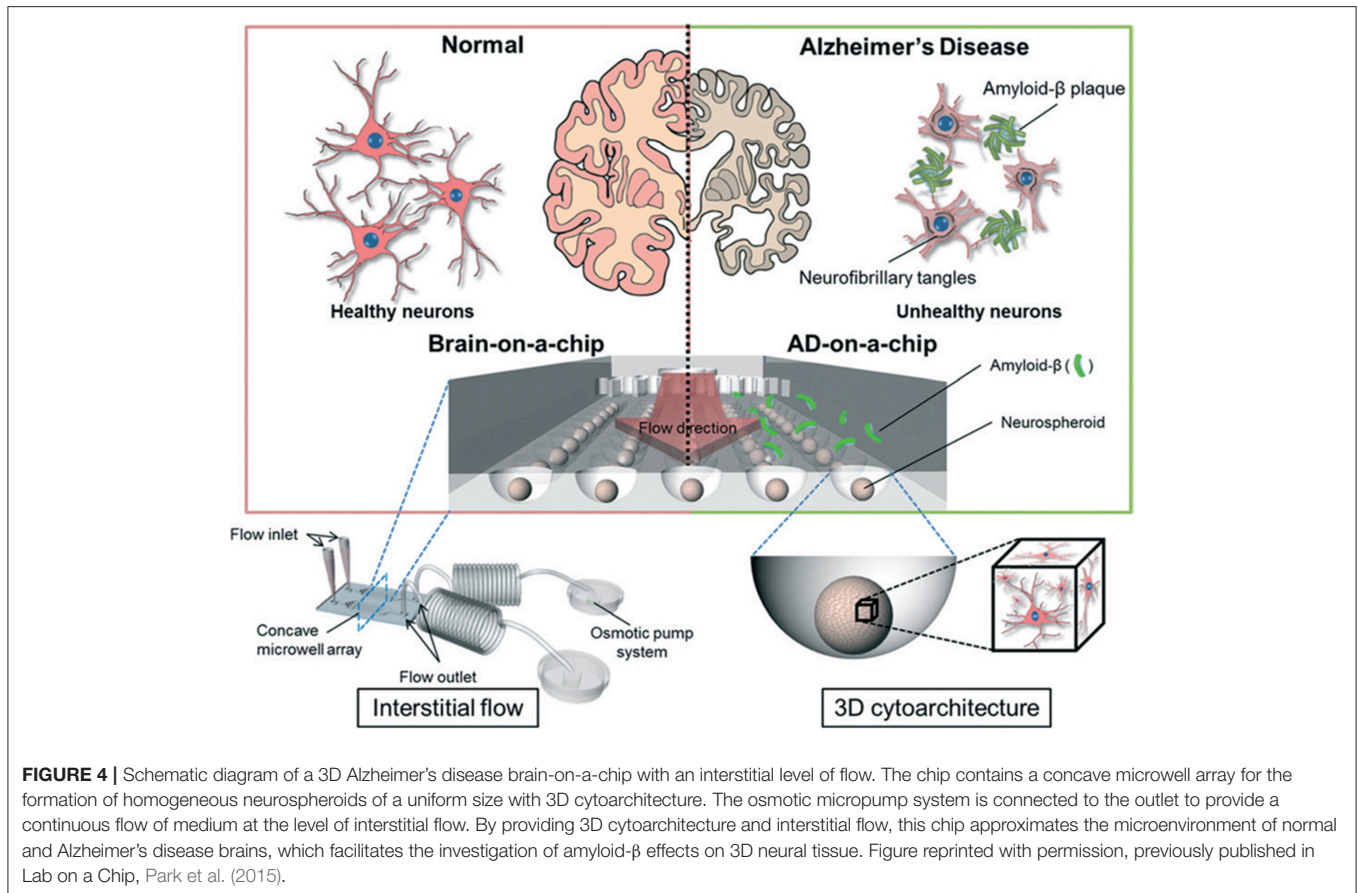 Normal
Alzheimer's Disease
Amyloid-β plaque
Neurofibrillary tangles
Healthy neurons
Unhealthy neurons
Brain-on-a-chip
AD-on-a-chip
Amyloid-β ( )
Flow direction
Neurospheroid
Flow inlet
Concave
microwell array
Flow outlet
Osmotic pump
system
Interstitial flow
3D cytoarchitecture
FIGURE 4 | Schematic diagram of a 3D Alzheimer's disease brain-on-a-chip with an interstitial level of flow. The chip contains a concave microwell array for the
formation of homogeneous neurospheroids of a uniform size with 3D cytoarchitecture. The osmotic micropump system is connected to the outlet to provide a
continuous flow of medium at the level of interstitial flow. By providing 3D cytoarchitecture and interstitial flow, this chip approximates the microenvironment of normal
and Alzheimer's disease brains, which facilitates the investigation of amyloid-β effects on 3D neural tissue. Figure reprinted with permission, previously published in
Lab on a Chip, Park et al. (2015).